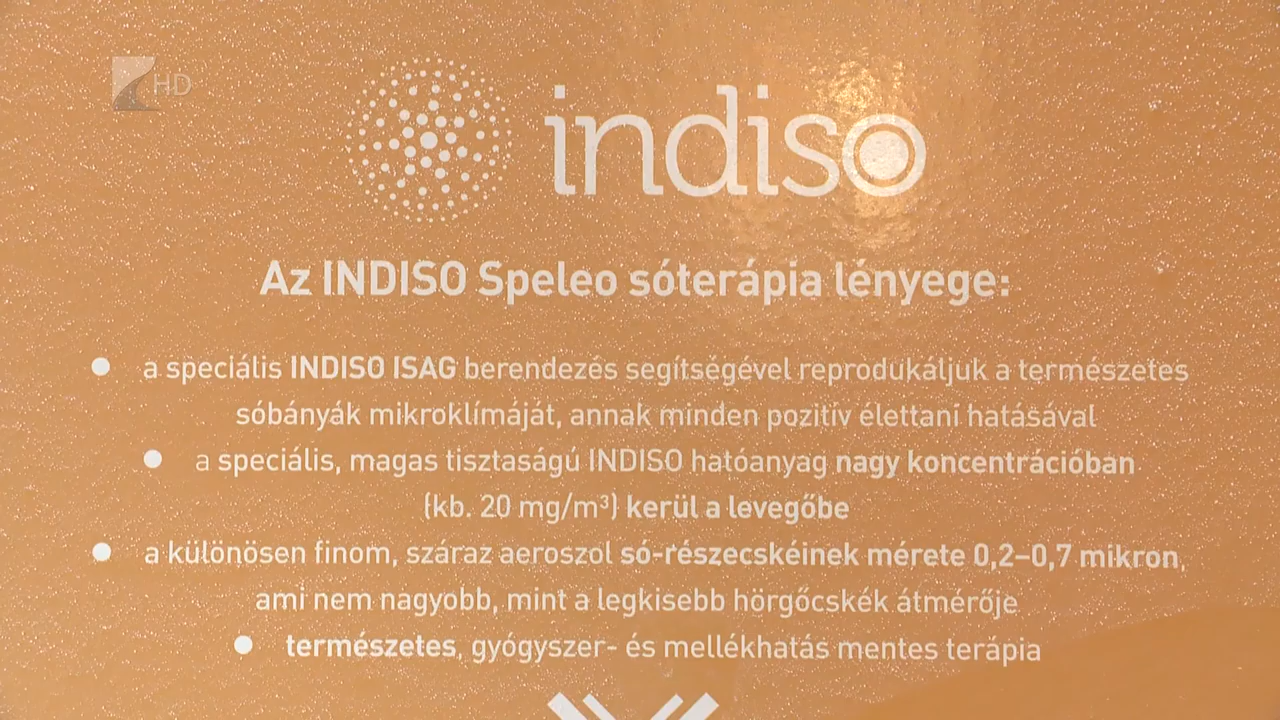 HD
indiso
Az INDISO Speleo sóterápia lényege:
a speciális INDISO ISAG berendezés segítségével reprodukáljuk a természetes
sóbányák mikroklímáját, annak minden pozitív élettani hatásával
a speciális, magas tisztaságú INDISO hatóanyag nagy koncentrációban
(kb. 20 mg/m³) kerül a levegőbe
a különösen finom, száraz aeroszol só-részecskéinek mérete 0,2–0,7 mikron,
ami nem nagyobb, mint a legkisebb hörgőcskék átmérője
természetes, gyógyszer- és mellékhatás mentes terápia